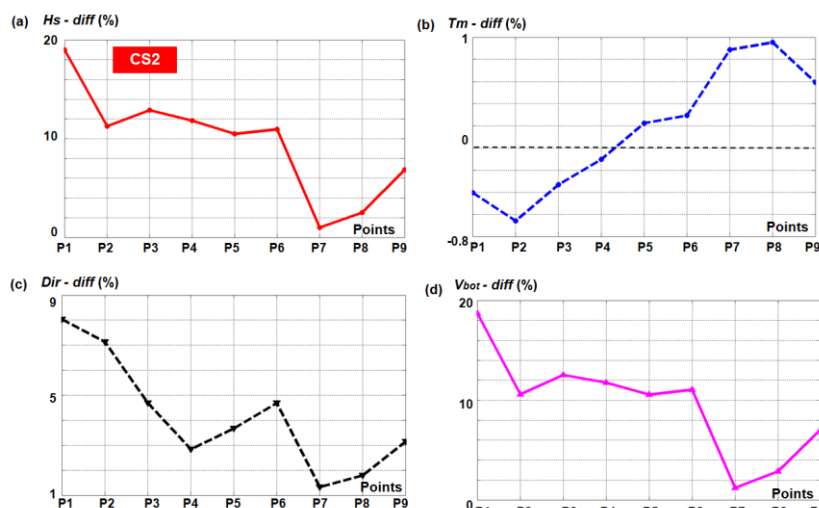 (a) Hs - diff (%)
20
CS2
10
0
Points
P1 P2 P3 P4 P5 P6 P7 P8 P9
(b) Tm - diff (%)
1
0
-0.8
Points
P1 P2 P3 P4 P5 P6 P7 P8 P9
(c) Dir - diff (%)
9
5
1
Points
P1 P2 P3 P4 P5 P6 P7 P8 P9
(d) Vbot - diff (%)
20
10
0
Points